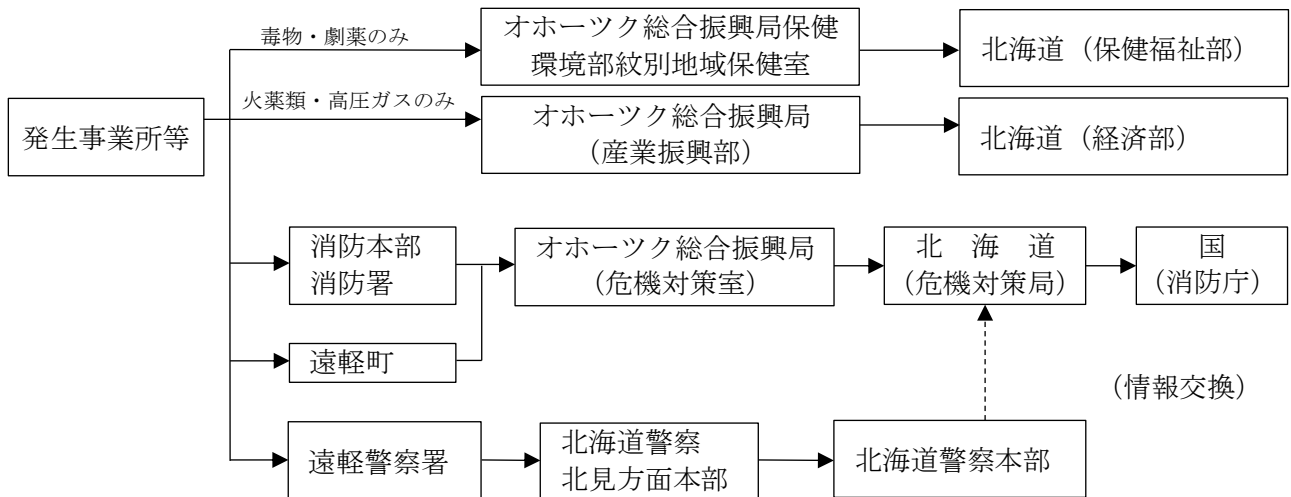 毒物・劇薬のみ
オホーツク総合振興局保健
環境部紋別地域保健室
北海道（保健福祉部）
火薬類・高圧ガスのみ
発生事業所等
オホーツク総合振興局
（産業振興部）
北海道（経済部）
消防本部
消防署
オホーツク総合振興局
（危機対策室）
北　海　道
（危機対策局）
国
（消防庁）
遠軽町
（情報交換）
遠軽警察署
北海道警察
北見方面本部
北海道警察本部